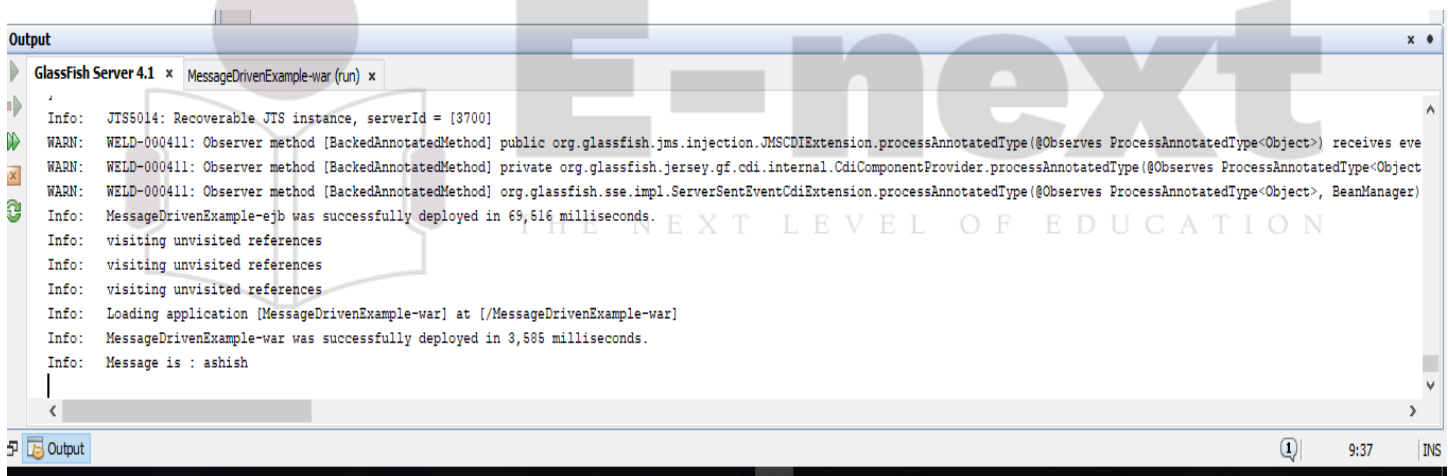 Output
GlassFish Server 4.1 x MessageDrivenExample-war (run) x
E-next
THE NEXT LEVEL OF EDUCATION
Info: JTS5014: Recoverable JTS instance, serverId = [3700]
WARN: WELD-000411: Observer method [BackedAnnotatedMethod] public org.glassfish.jms.injection.JMSCDIExtension.processAnnotatedType(@Observes ProcessAnnotatedType<Object>) receives eve
WARN: WELD-000411: Observer method [BackedAnnotatedMethod] private org.glassfish.jersey.gf.cdi.internal.CdiComponentProvider.processAnnotatedType(@Observes ProcessAnnotatedType<Object
WARN: WELD-000411: Observer method [BackedAnnotatedMethod] org.glassfish.sse.impl.ServerSentEventCdiExtension.processAnnotatedType(@Observes ProcessAnnotatedType<Object>, BeanManager)
Info: MessageDrivenExample-ejb was successfully deployed in 69,516 milliseconds.
Info: visiting unvisited references
Info: visiting unvisited references
Info: visiting unvisited references
Info: Loading application [MessageDrivenExample-war] at [/MessageDrivenExample-war]
Info: MessageDrivenExample-war was successfully deployed in 3,585 milliseconds.
Info: Message is : ashish
Output 1 9:37 INS